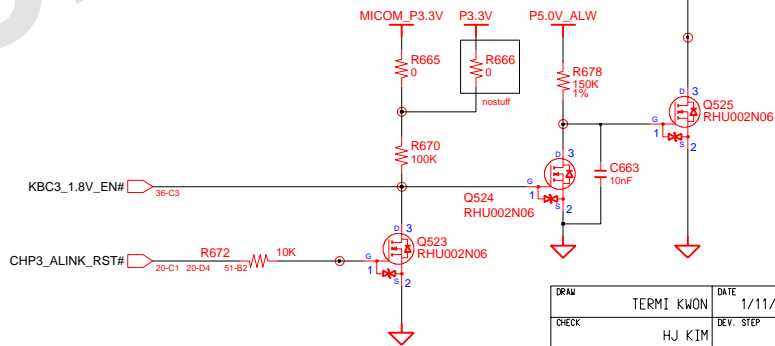 MICOM_P3.3V
P3.3V
P5.0V_ALW
R665
0
R666
0
nostuff
R678
150K
1%
D 3
Q525
RHU002N06
G
1
S 2
R670
100K
D 3
C663
10nF
KBC3_1.8V_EN#
36-C3
G
1
S 2
Q524
RHU002N06
D 3
Q523
RHU002N06
CHP3_ALINK_RST#
20-C1 20-D4 51-B2
R672
10K
G
1
S 2
DRAW
TERMI KWON
DATE
1/11/
CHECK
HJ KIM
DEV. STEP